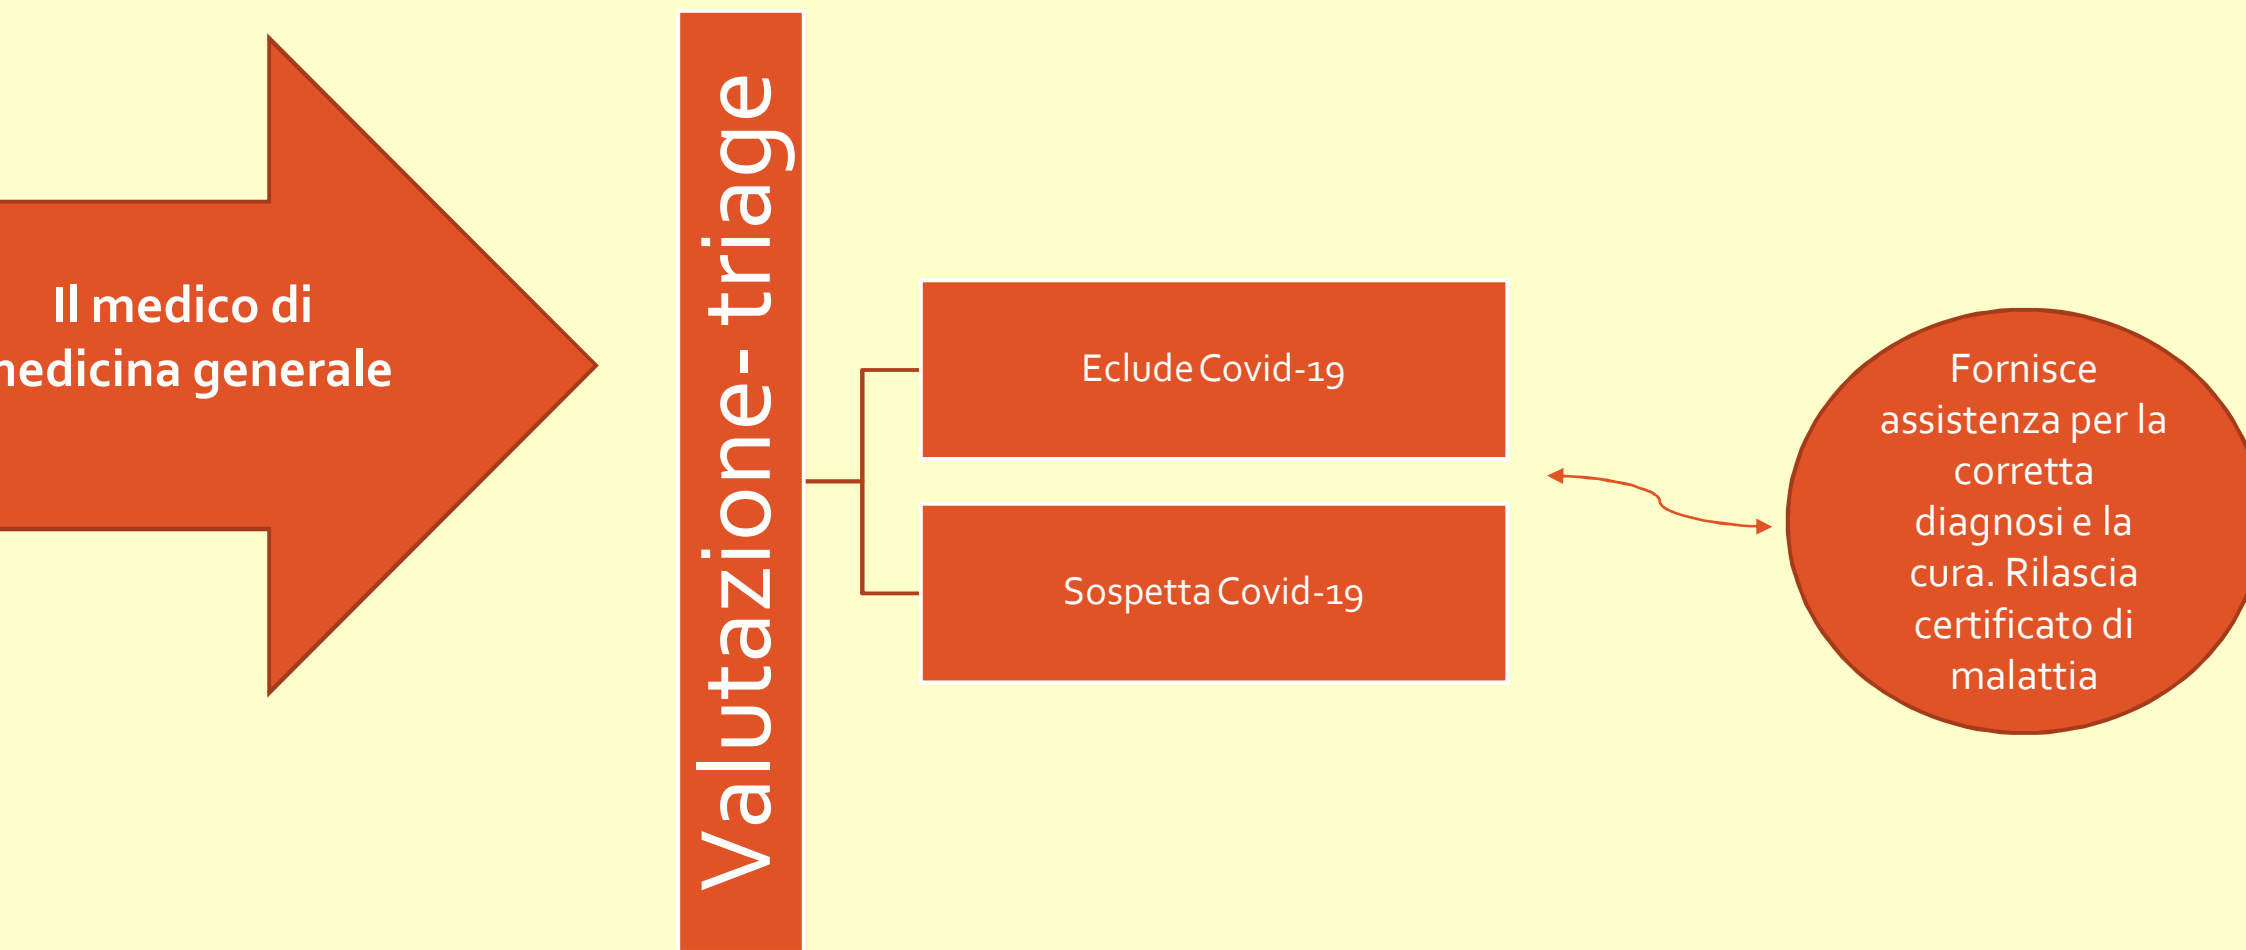 Il medico di
medicina generale
Valutazione- triage
Eclude Covid-19
Sospetta Covid-19
Fornisce
assistenza per la
corretta
diagnosi e la
cura. Rilascia
certificato di
malattia